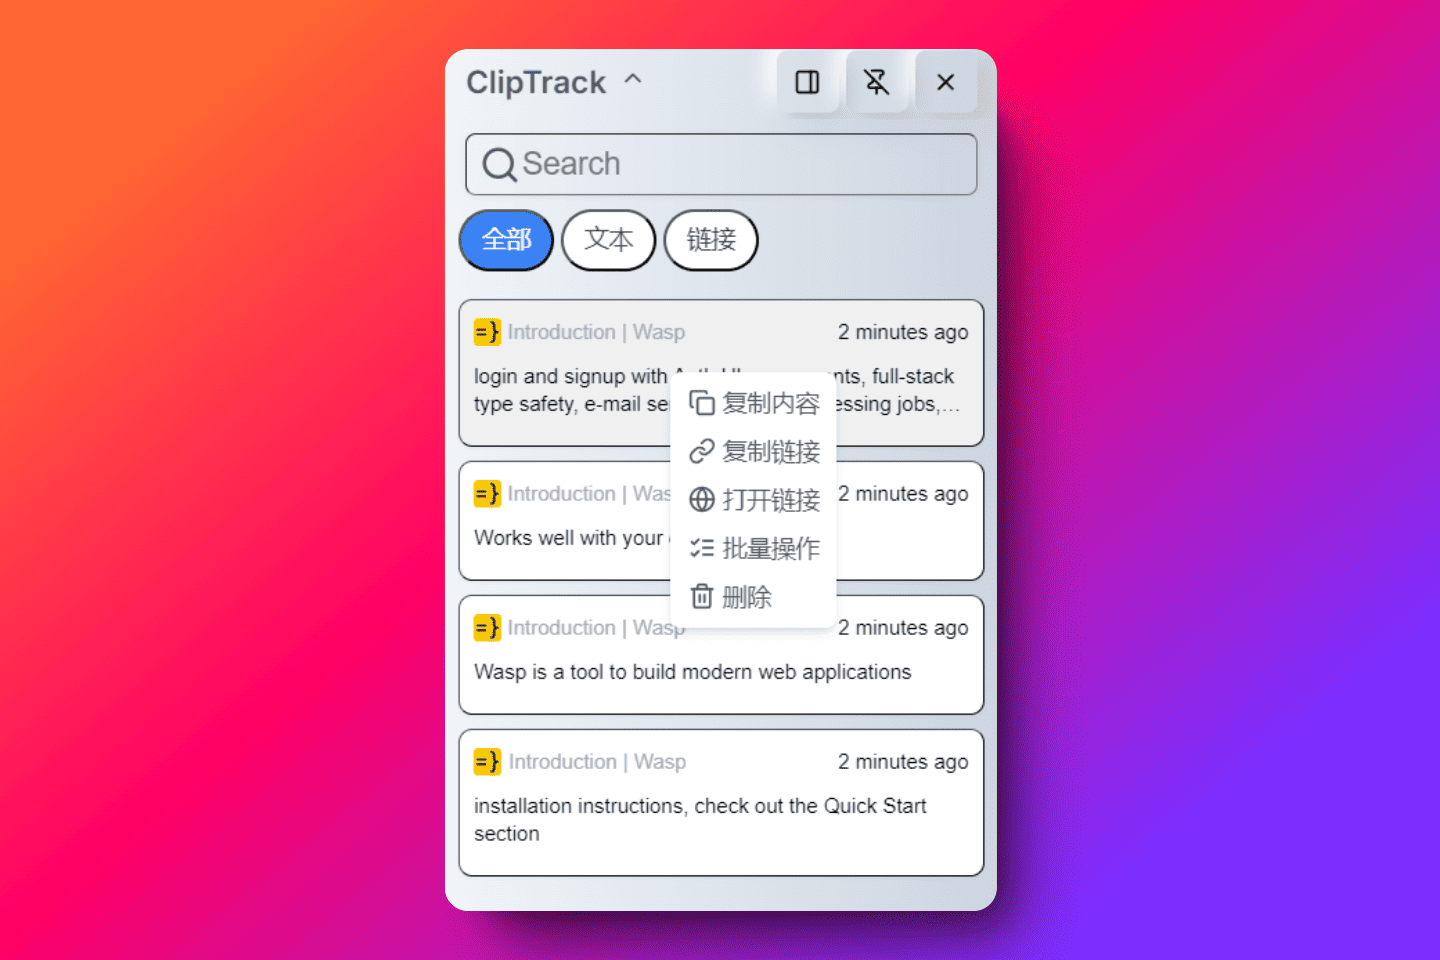 ClipTrack
Search
全部 文本 链接
Introduction | Wasp 2 minutes ago
login and signup with nts, full-stack
type safety, e-mail se essing jobs,...
复制内容
复制链接
打开链接
批量操作
删除
Introduction | Was 2 minutes ago
Works well with your
Introduction | Wasp 2 minutes ago
Wasp is a tool to build modern web applications
Introduction | Wasp 2 minutes ago
installation instructions, check out the Quick Start
section